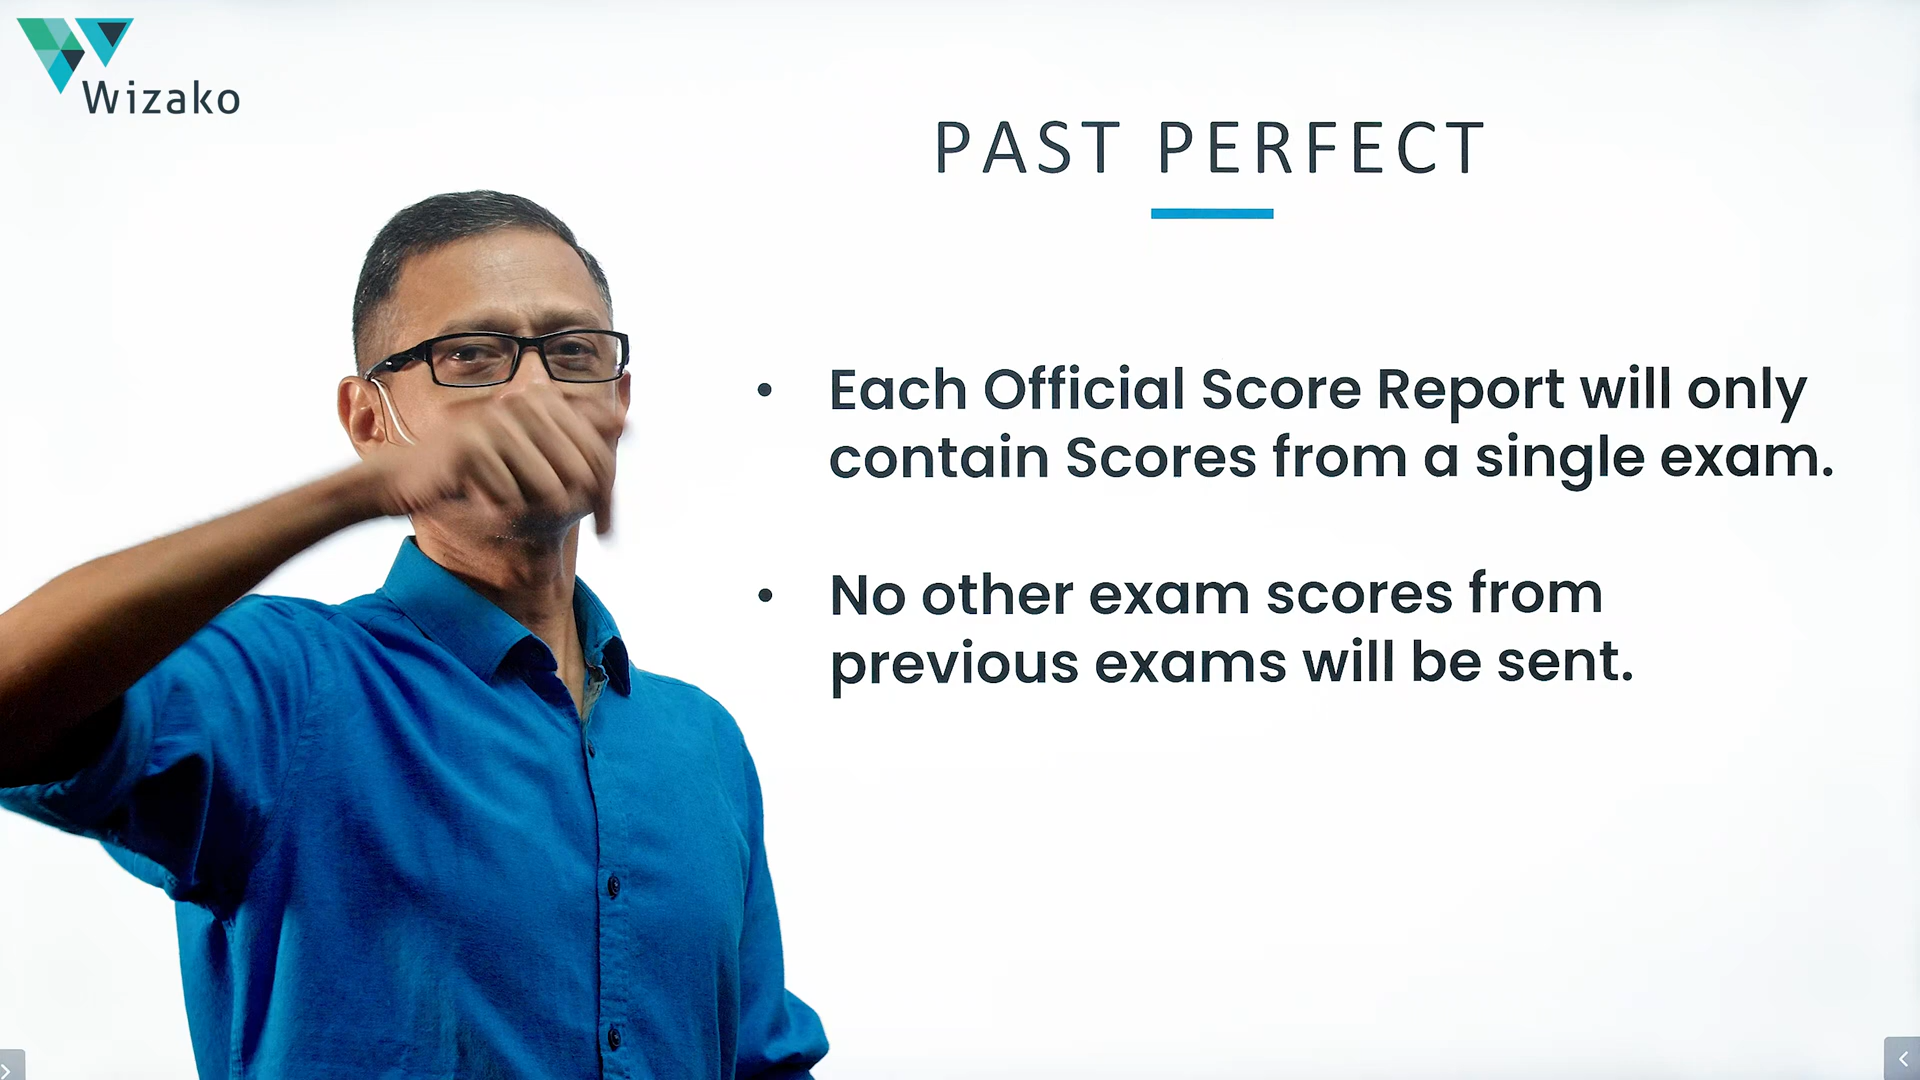 Wizako
PAST PERFECT
• Each Official Score Report will only
contain Scores from a single exam.
• No other exam scores from
previous exams will be sent.